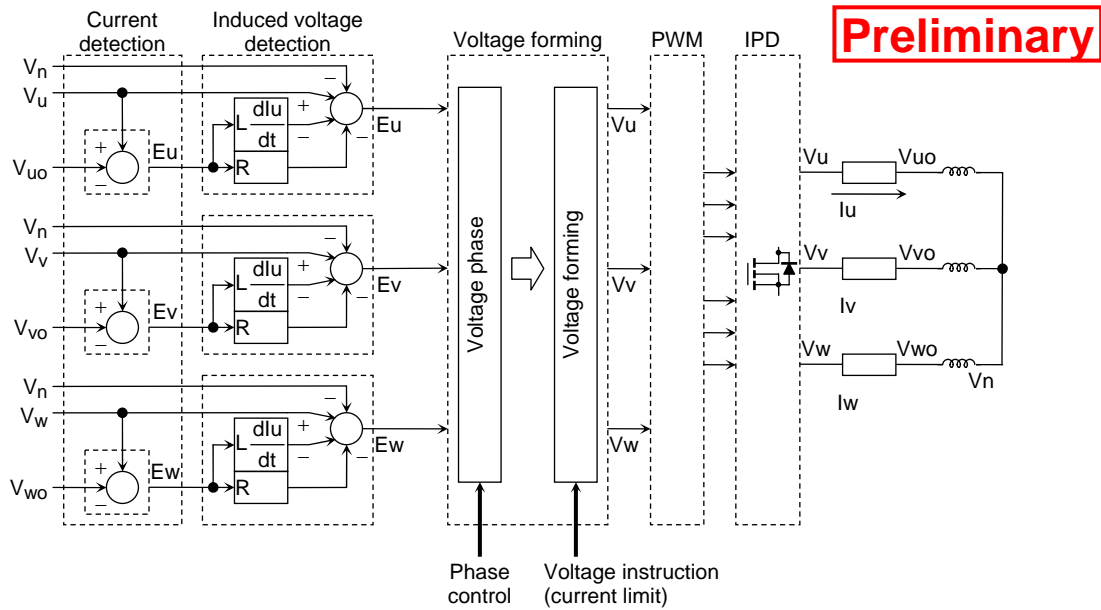 Preliminary
Current
detection
Induced voltage
detection
Voltage forming
PWM
IPD
Vn
Vu
Vuo
+
−
Eu
L
dIu
dt
R
−
+
−
−
Eu
Vn
Vv
Vvo
+
−
Ev
L
dIu
dt
R
−
+
−
−
Ev
Vn
Vw
Vwo
+
−
Ew
L
dIu
dt
R
−
+
−
−
Ew
Voltage phase
Voltage forming
Phase
control
Voltage instruction
(current limit)
Vu
Vv
Vw
Vu
Vuo
Iu
Vv
Vvo
Iv
Vw
Vwo
Iw
Vn